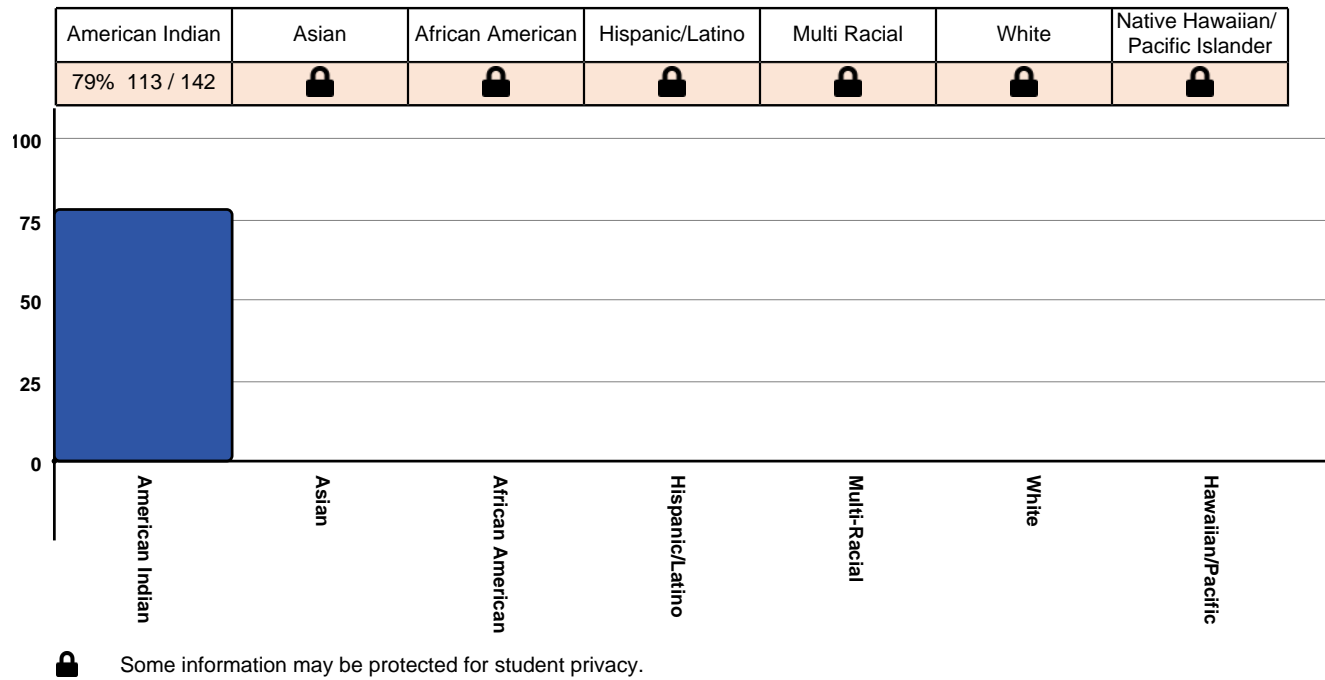 American Indian Asian African American Hispanic/Latino Multi Racial White Native Hawaiian/
Pacific Islander
79% 113 / 142
100
75
50
25
0
American Indian
Asian
African American
Hispanic/Latino
Multi-Racial
White
Hawaiian/Pacific
Some information may be protected for student privacy.